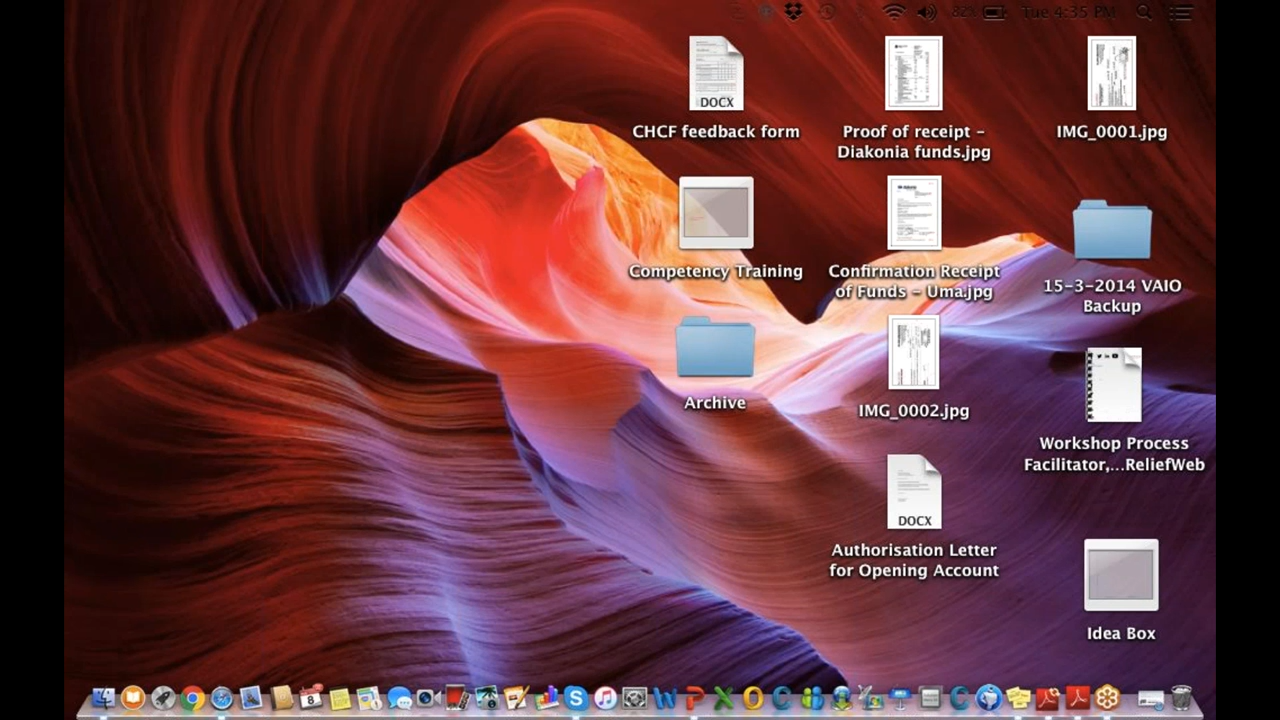 82% Tue 4:35 PM
DOCX
CHCF feedback form
Proof of receipt -
Diakonia funds.jpg
IMG_0001.jpg
Competency Training
Confirmation Receipt
of Funds - Uma.jpg
15-3-2014 VAIO
Backup
Archive
IMG_0002.jpg
Workshop Process
Facilitator,...ReliefWeb
DOCX
Authorisation Letter
for Opening Account
Idea Box
8